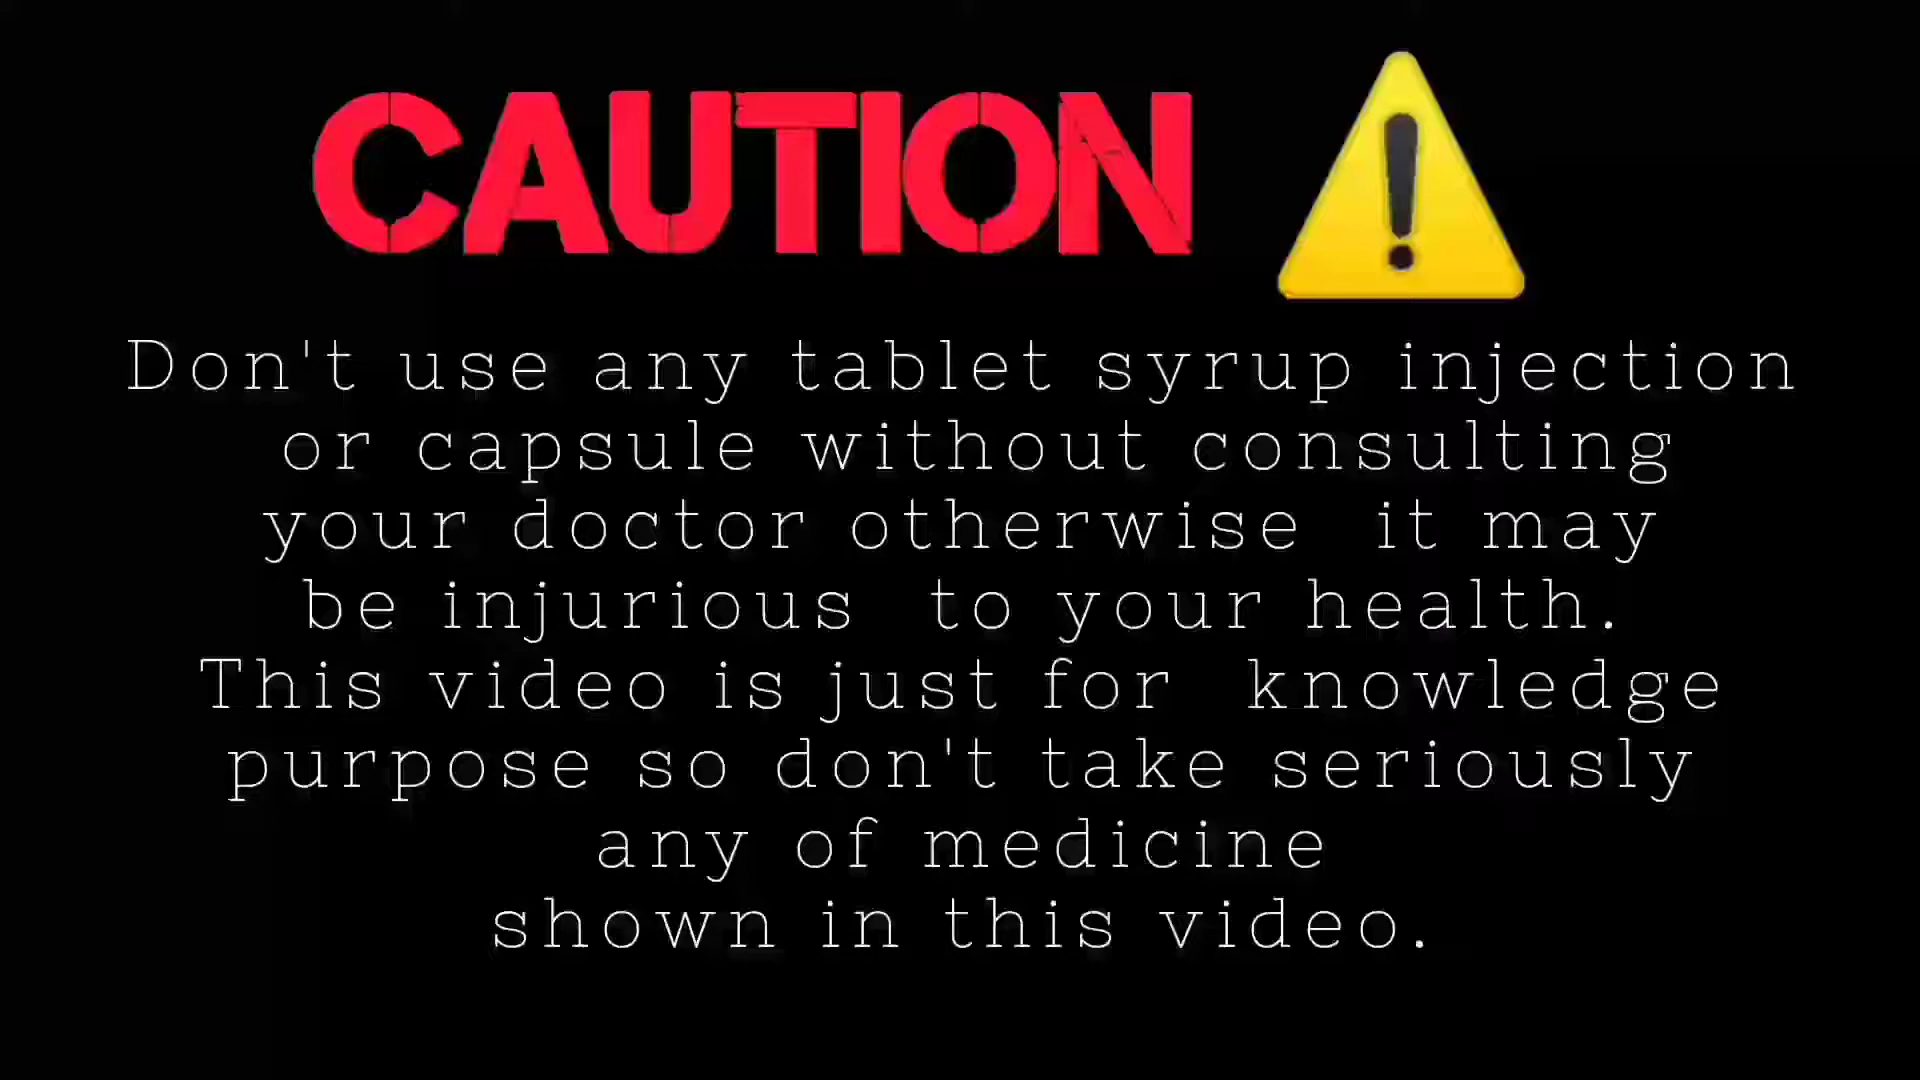 CAUTION
Don't use any tablet syrup injection
or capsule without consulting
your doctor otherwise it may
be injurious to your health.
This video is just for knowledge
purpose so don't take seriously
any of medicine
shown in this video.